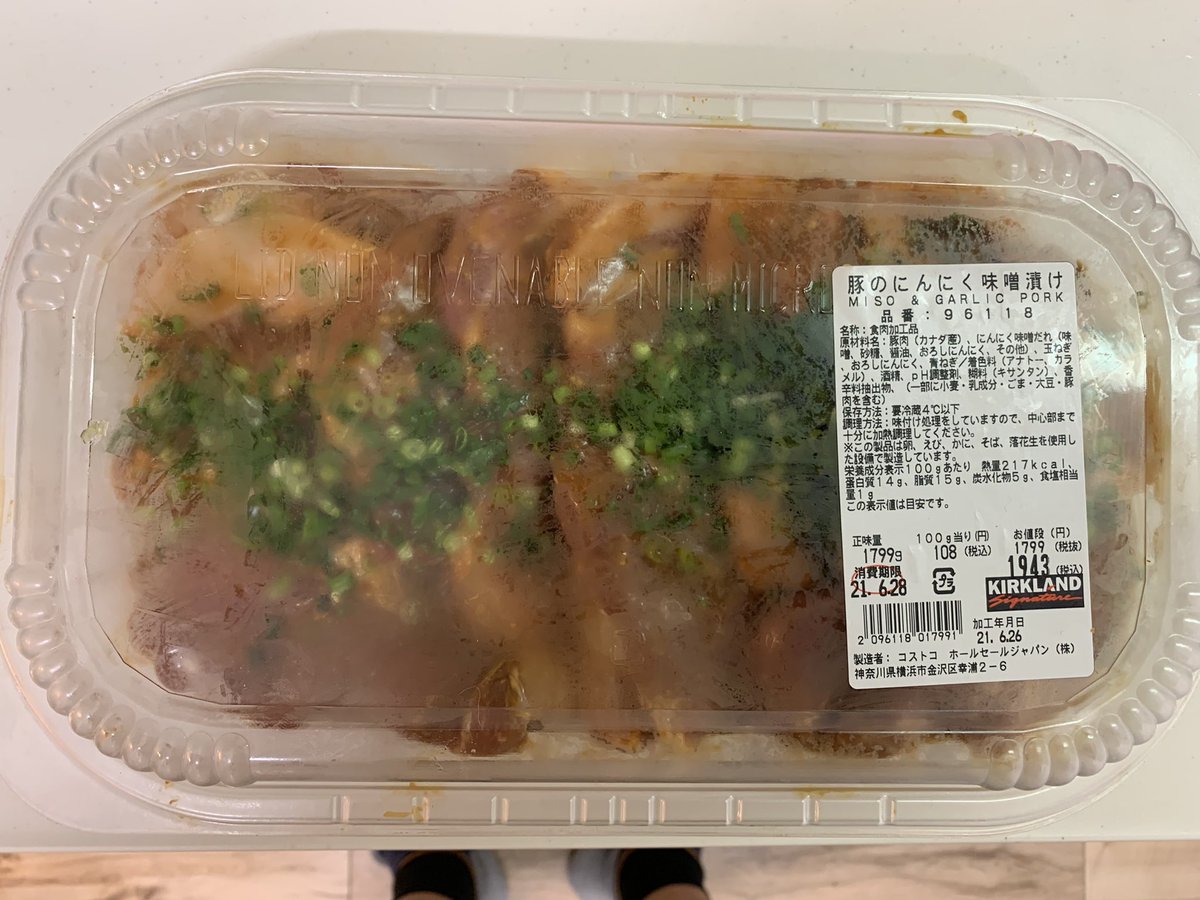 LID NON OVENABLE NON MICRO
豚のにんにく味噌漬け
MISO & GARLIC PORK
品番：96118
名称：食肉加工品
原材料名：豚肉（カナダ産）、にんにく味噌だれ（味
噌、砂糖、醤油、おろしにんにく、その他）、玉ねぎ
、おろしにんにく、青ねぎ／着色料（アナトー、カラ
メル）、酒精、ｐＨ調整剤、糊料（キサンタン）、香
辛料抽出物、（一部に小麦・乳成分・ごま・大豆・豚
肉を含む）
保存方法：要冷蔵４℃以下
調理方法：味付け処理をしていますので、中心部まで
十分に加熱調理してください。
※この製品は卵、えび、かに、そば、落花生を使用し
た設備で製造しています。
栄養成分表示１００ｇあたり　熱量２１７ｋｃａｌ、
蛋白質１４ｇ、脂質１５ｇ、炭水化物５ｇ、食塩相当
量１ｇ
この表示値は目安です。
正味量 100g当り(円) お値段 (円)
1799g 108 (税込) 1799 (税抜)
1943 (税込)
消費期限
21. 6.28
プラ
KIRKLAND
Signature
2 096118 017991
加工年月日
21. 6.26
製造者： コストコ ホールセールジャパン（株）
神奈川県横浜市金沢区幸浦２－６